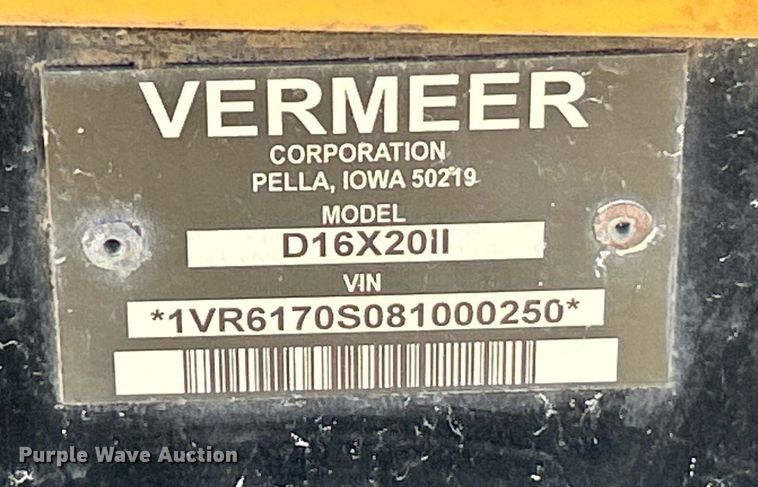 VERMEER
CORPORATION
PELLA, IOWA 50219
MODEL
D16X20II
VIN
*1VR6170S081000250*
Purple Wave Auction